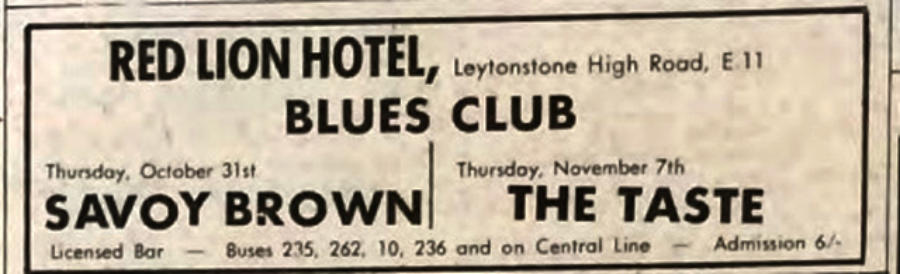 RED LION HOTEL, Leytonstone High Road, E.11
BLUES CLUB
Thursday, October 31st
SAVOY BROWN
Thursday, November 7th
THE TASTE
Licensed Bar — Buses 235, 262, 10, 236 and on Central Line — Admission 6/-